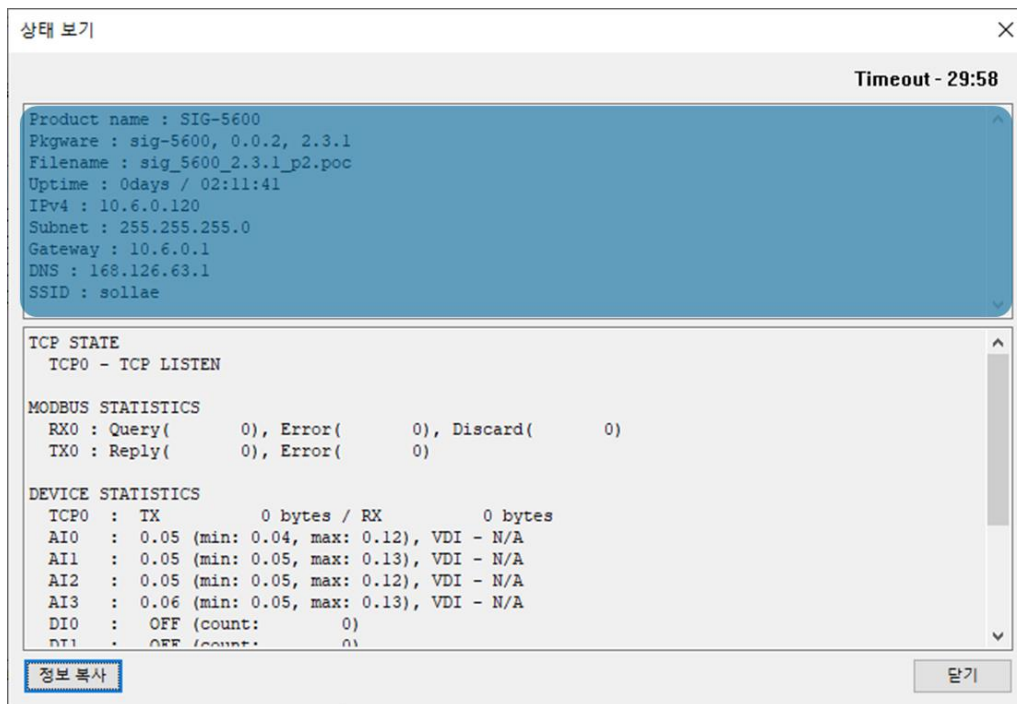 상태 보기
Timeout - 29:58
Product name : SIG-5600
Pkgware : sig-5600, 0.0.2, 2.3.1
Filename : sig_5600_2.3.1_p2.poc
Uptime : 0days / 02:11:41
IPv4 : 10.6.0.120
Subnet : 255.255.255.0
Gateway : 10.6.0.1
DNS : 168.126.63.1
SSID : sollae
TCP STATE
TCP0 - TCP LISTEN
MODBUS STATISTICS
RX0 : Query( 0), Error( 0), Discard( 0)
TX0 : Reply( 0), Error( 0)
DEVICE STATISTICS
TCP0 : TX 0 bytes / RX 0 bytes
AI0 : 0.05 (min: 0.04, max: 0.12), VDI - N/A
AI1 : 0.05 (min: 0.05, max: 0.13), VDI - N/A
AI2 : 0.05 (min: 0.05, max: 0.12), VDI - N/A
AI3 : 0.06 (min: 0.05, max: 0.13), VDI - N/A
DI0 : OFF (count: 0)
DI1 : OFF (count: 0)
정보 복사
닫기